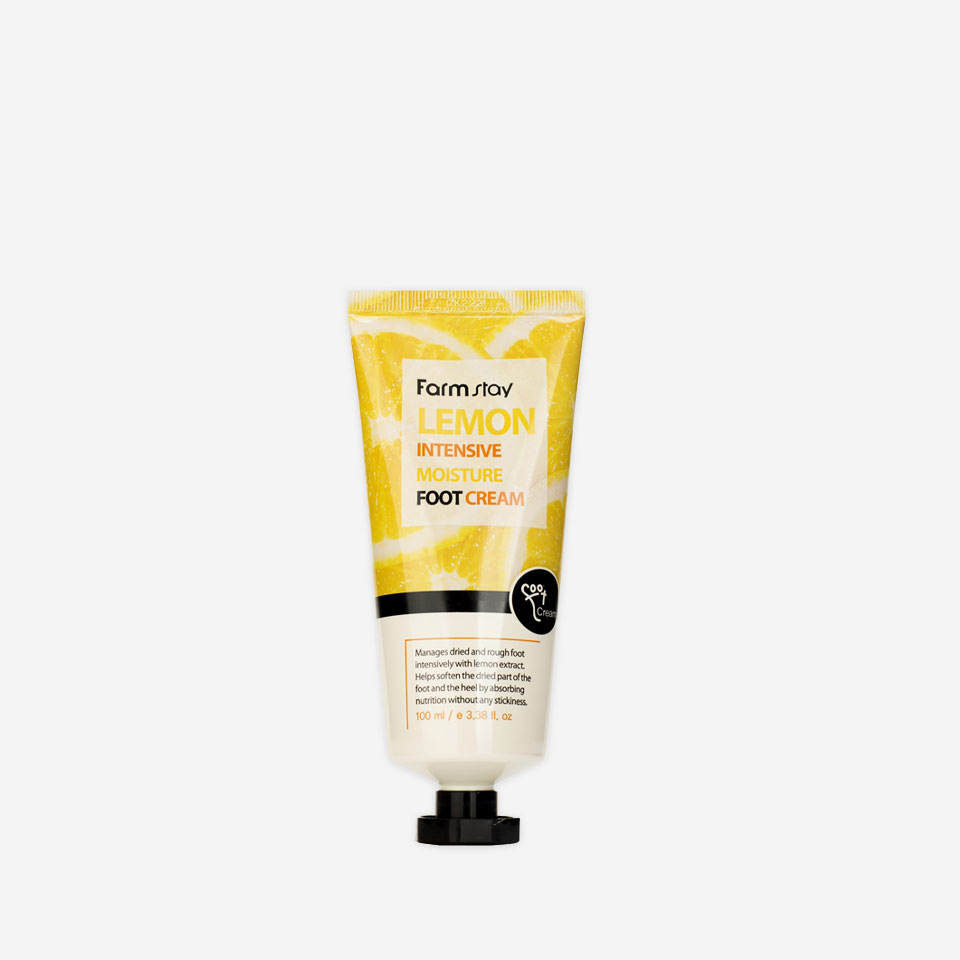 Farmstay
LEMON
INTENSIVE
MOISTURE
FOOT CREAM
Foot
Cream
Manages dried and rough foot
intensively with lemon extract.
Helps soften the dried part of the
foot and the heel by absorbing
nutrition without any stickiness.
100 ml / e 3.38 fl. oz